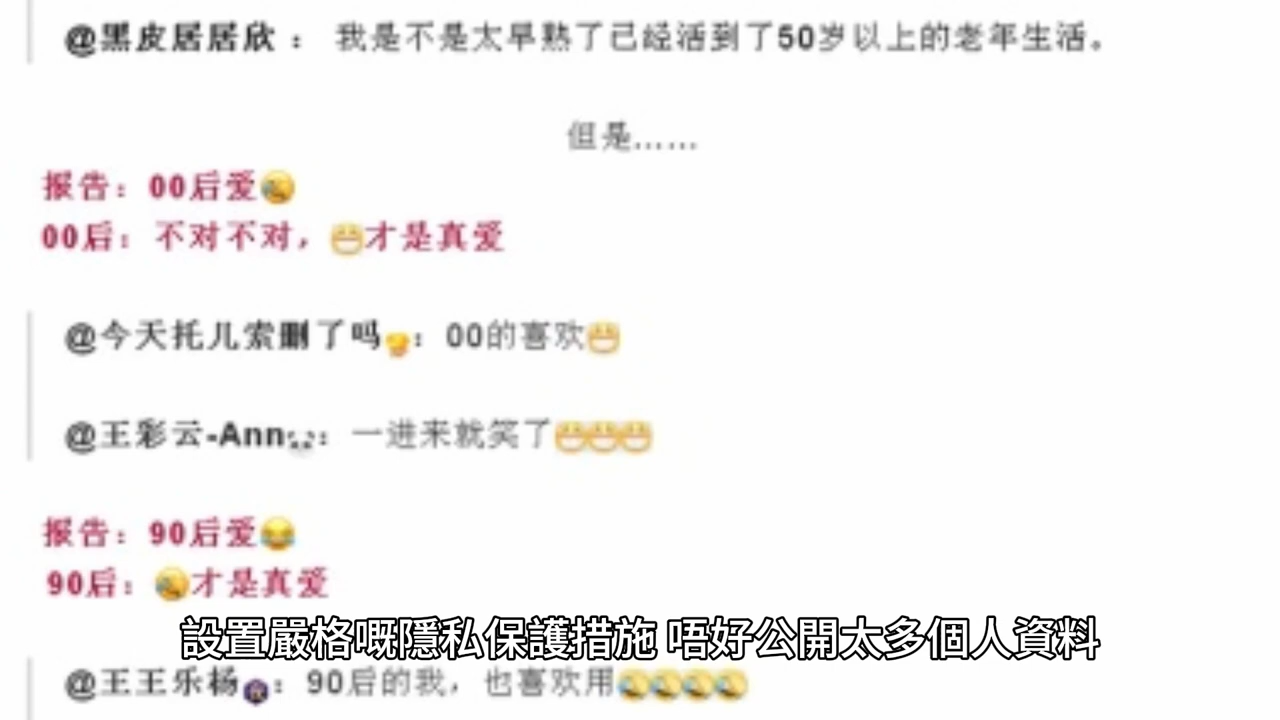 @黑皮居居欣： 我是不是太早熟了已经活到了50岁以上的老年生活。
但是……
报告：00后爱🤣
00后：不对不对，😷才是真爱
@今天托儿索删了吗：00的喜欢😷
@王彩云-Ann：一进来就笑了😷😷😷
报告：90后爱😂
90后：🤣才是真爱
設置嚴格嘅隱私保護措施 唔好公開太多個人資料
@王王乐杨：90后的我，也喜欢用🤣🤣🤣🤣